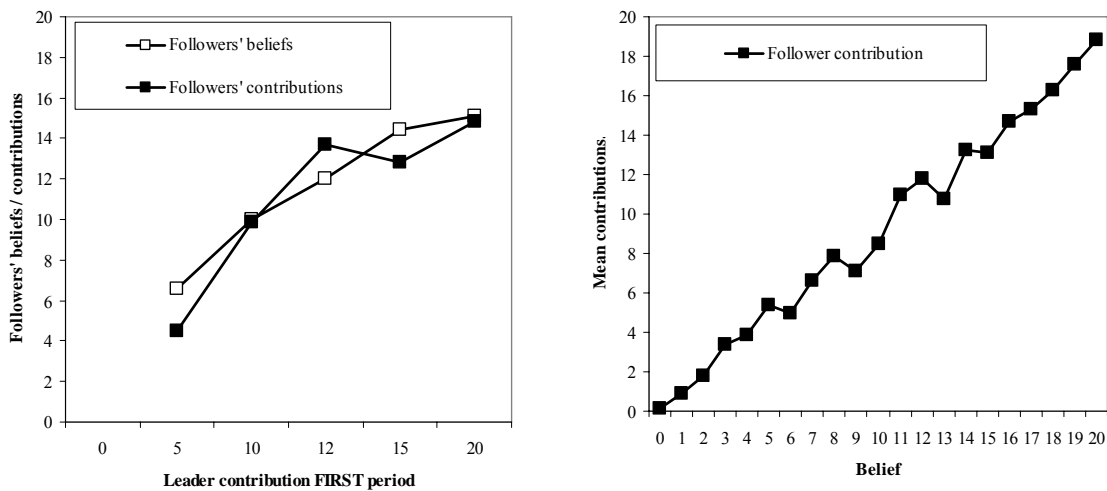 20
18
16
14
12
10
8
6
4
2
0
Followers' beliefs
Followers' contributions
Followers' beliefs / contributions
0 5 10 12 15 20
Leader contribution FIRST period
20
18
16
14
12
10
8
6
4
2
0
Follower contribution
Mean contributions.
0 1 2 3 4 5 6 7 8 9 10 11 12 13 14 15 16 17 18 19 20
Belief